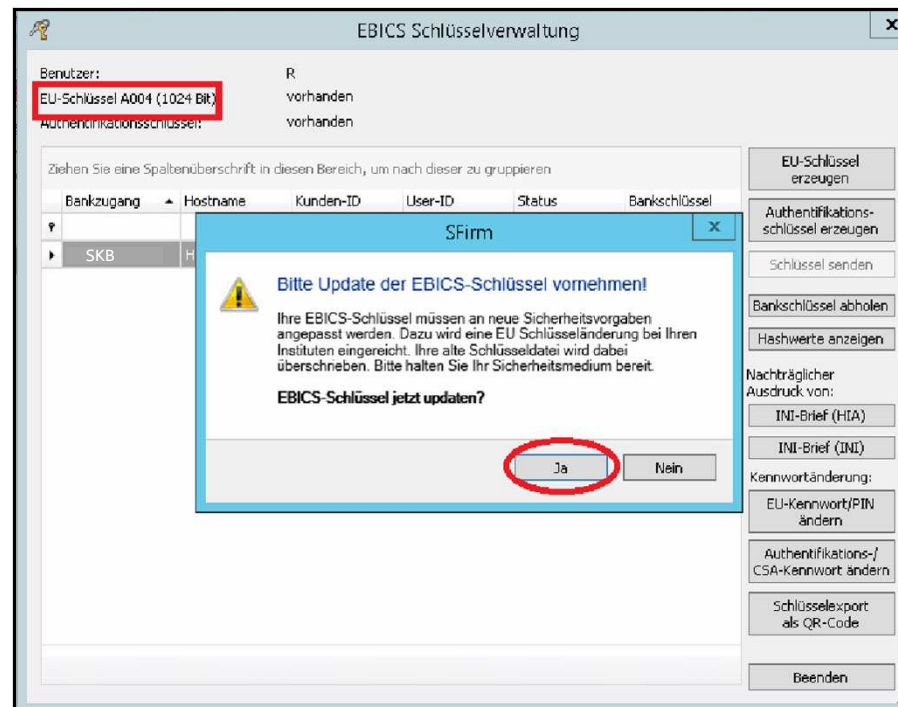 EBICS Schlüsselverwaltung
x
Benutzer: R
EU-Schlüssel A004 (1024 Bit) vorhanden
Authentifikationsschlüssel: vorhanden
Ziehen Sie eine Spaltenüberschrift in diesen Bereich, um nach dieser zu gruppieren
Bankzugang Hostname Kunden-ID User-ID Status Bankschlüssel
SKB H
SFirm
x
Bitte Update der EBICS-Schlüssel vornehmen!
Ihre EBICS-Schlüssel müssen an neue Sicherheitsvorgaben
angepasst werden. Dazu wird eine EU Schlüsseländerung bei Ihren
Instituten eingereicht. Ihre alte Schlüsseldatei wird dabei
überschrieben. Bitte halten Sie Ihr Sicherheitsmedium bereit.
EBICS-Schlüssel jetzt updaten?
Ja Nein
EU-Schlüssel
erzeugen
Authentifikations-
schlüssel erzeugen
Schlüssel senden
Bankschlüssel abholen
Hashwerte anzeigen
Nachträglicher
Ausdruck von:
INI-Brief (HIA)
INI-Brief (INI)
Kennwortänderung:
EU-Kennwort/PIN
ändern
Authentifikations-/
CSA-Kennwort ändern
Schlüsselexport
als QR-Code
Beenden